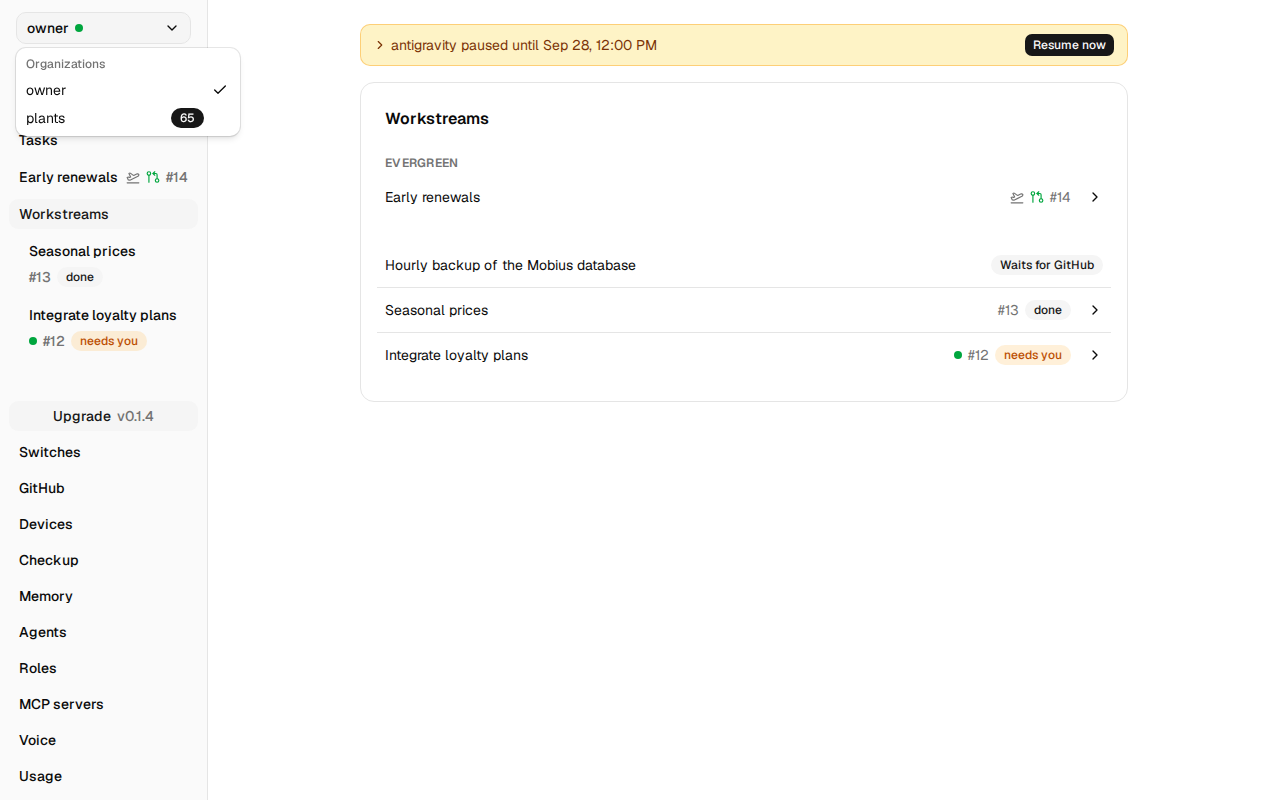 owner
Organizations
owner
plants 65
Tasks
Early renewals #14
Workstreams
Seasonal prices
#13 done
Integrate loyalty plans
#12 needs you
Upgrade v0.1.4
Switches
GitHub
Devices
Checkup
Memory
Agents
Roles
MCP servers
Voice
Usage
antigravity paused until Sep 28, 12:00 PM Resume now
Workstreams
EVERGREEN
Early renewals #14
Hourly backup of the Mobius database Waits for GitHub
Seasonal prices #13 done
Integrate loyalty plans #12 needs you